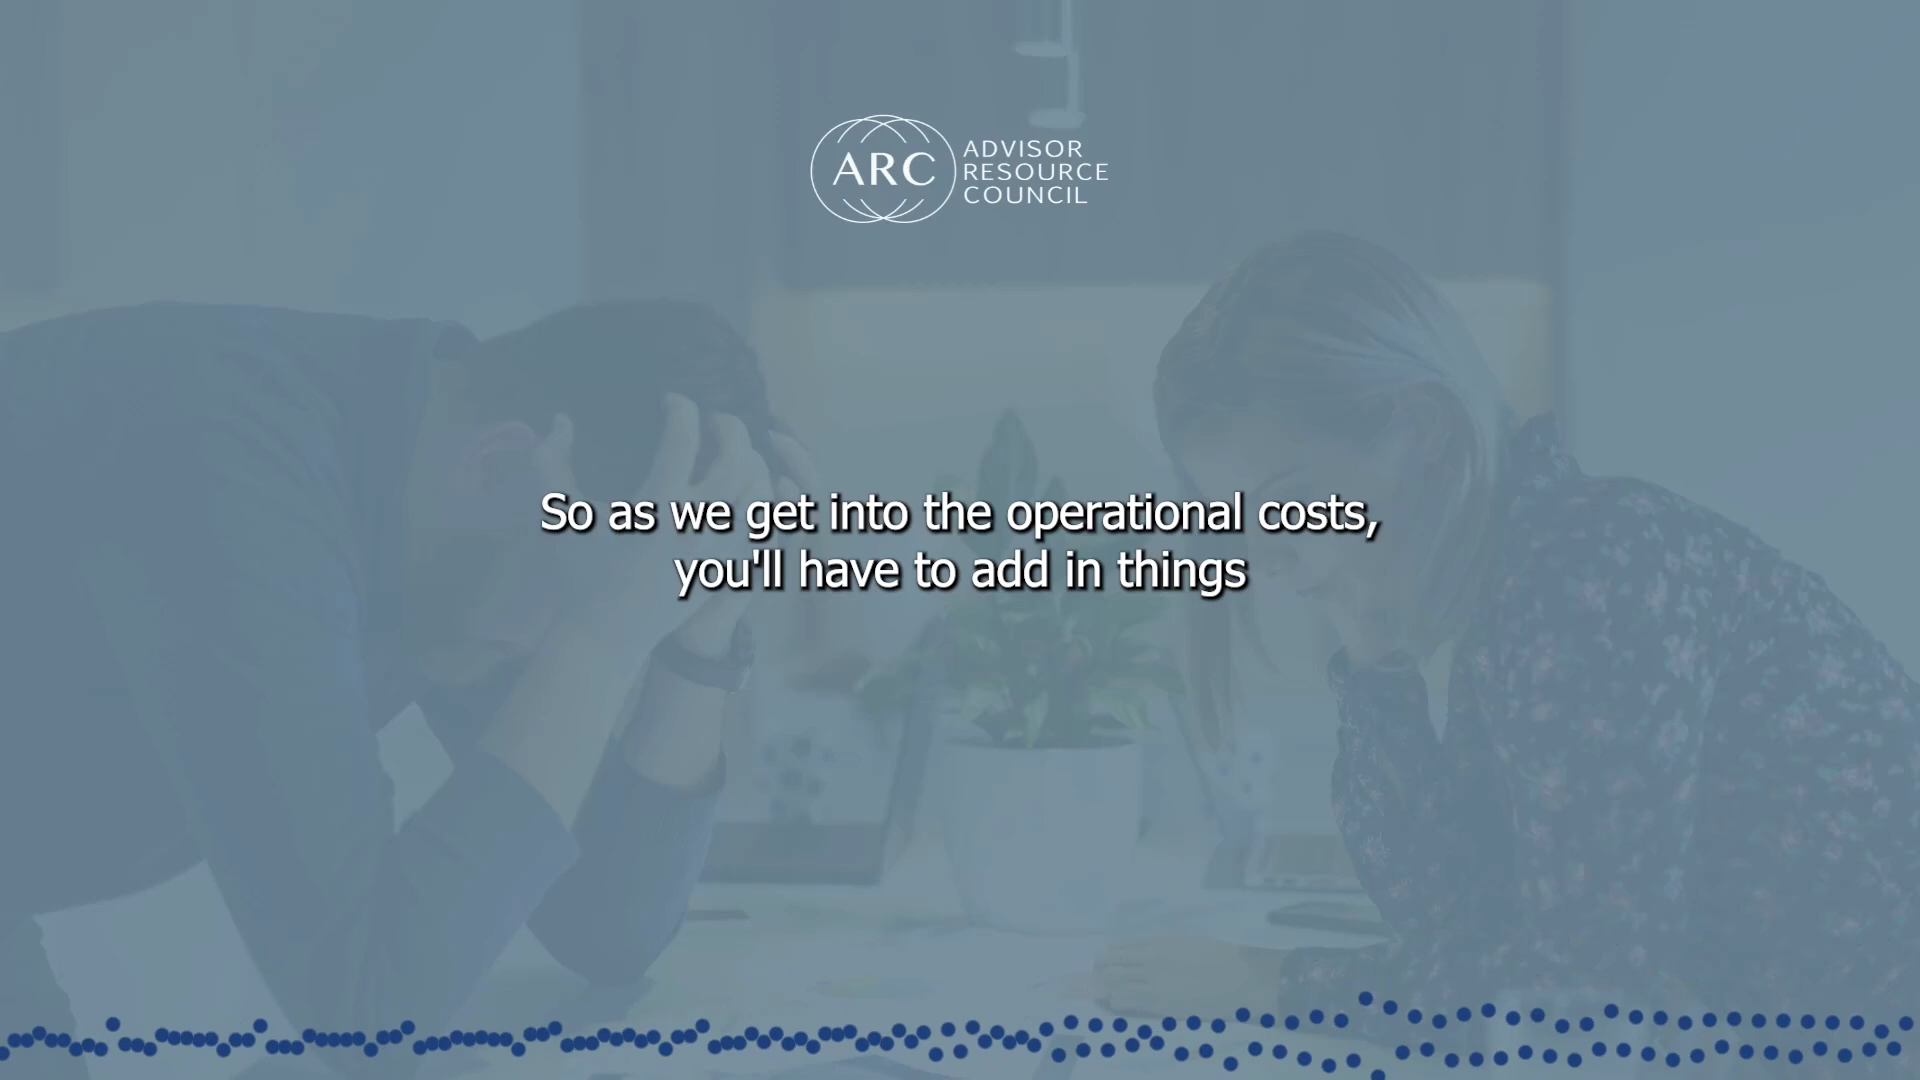 ARC
ADVISOR
RESOURCE
COUNCIL
So as we get into the operational costs,
you'll have to add in things